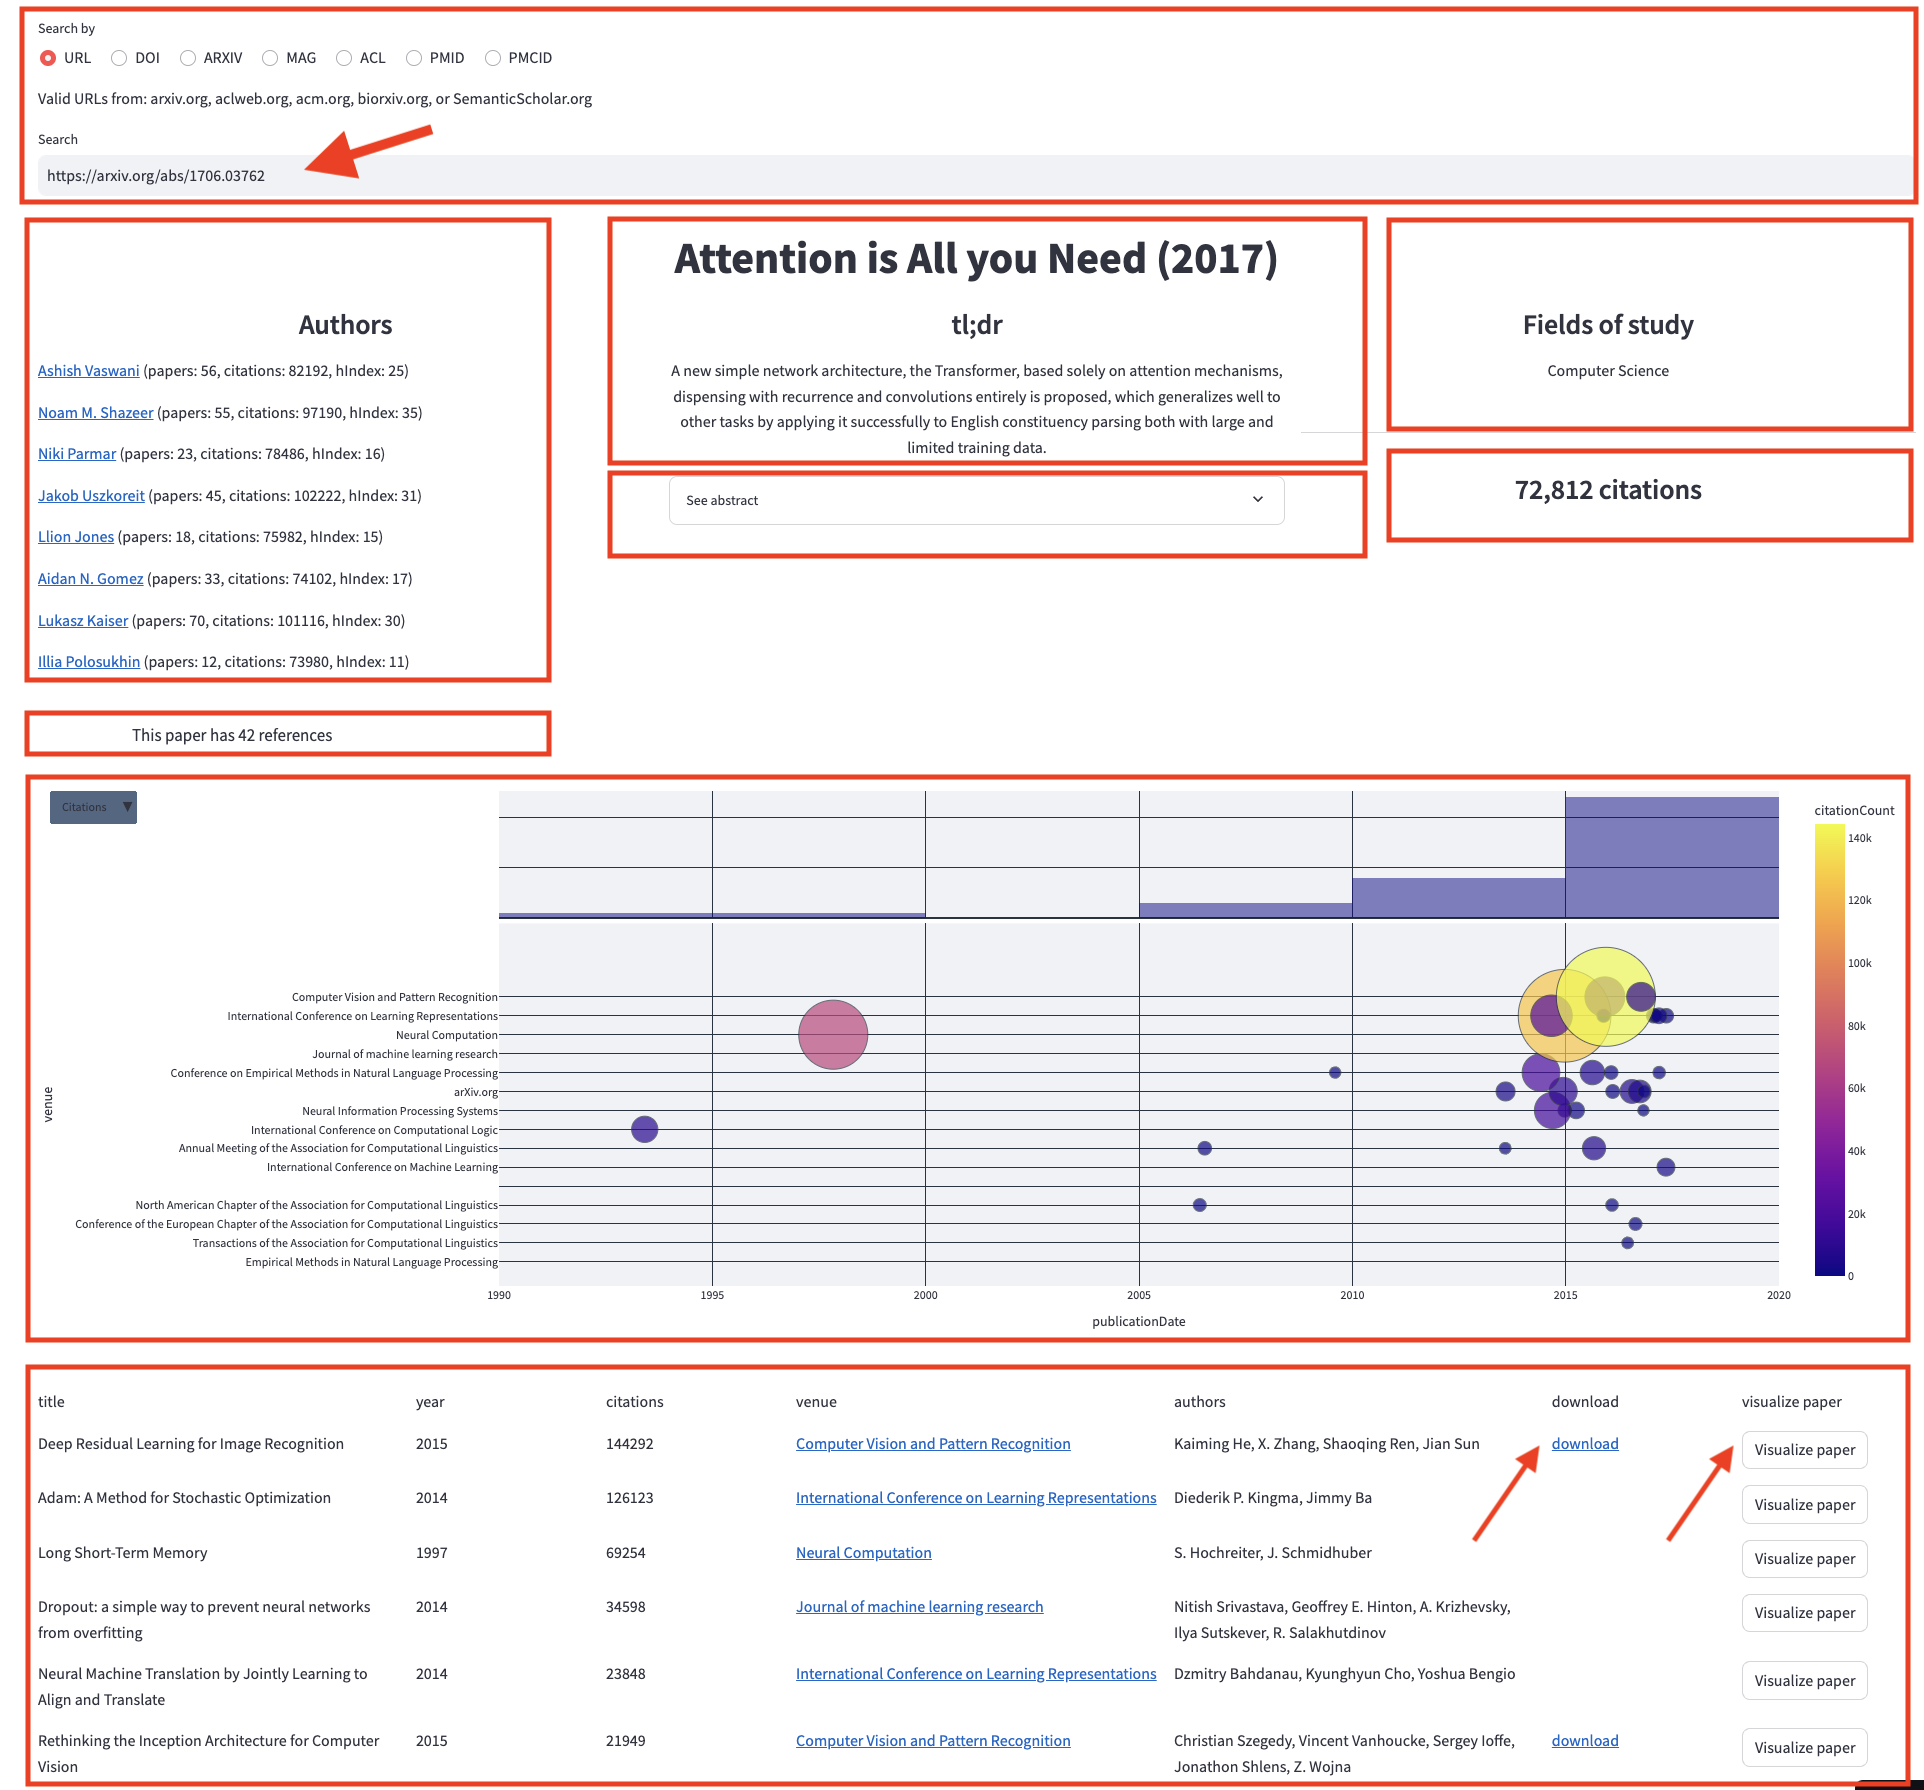 Search by
URL DOI ARXIV MAG ACL PMID PMCID
Valid URLs from: arxiv.org, aclweb.org, acm.org, biorxiv.org, or SemanticScholar.org
Search
https://arxiv.org/abs/1706.03762
Authors
Ashish Vaswani (papers: 56, citations: 82192, hIndex: 25)
Noam M. Shazeer (papers: 55, citations: 97190, hIndex: 35)
Niki Parmar (papers: 23, citations: 78486, hIndex: 16)
Jakob Uszkoreit (papers: 45, citations: 102222, hIndex: 31)
Llion Jones (papers: 18, citations: 75982, hIndex: 15)
Aidan N. Gomez (papers: 33, citations: 74102, hIndex: 17)
Lukasz Kaiser (papers: 70, citations: 101116, hIndex: 30)
Illia Polosukhin (papers: 12, citations: 73980, hIndex: 11)
Attention is All you Need (2017)
tl;dr
A new simple network architecture, the Transformer, based solely on attention mechanisms,
dispensing with recurrence and convolutions entirely is proposed, which generalizes well to
other tasks by applying it successfully to English constituency parsing both with large and
limited training data.
See abstract
Fields of study
Computer Science
72,812 citations
This paper has 42 references
Citations ▼
citationCount
140k
120k
100k
80k
60k
40k
20k
0
venue
Computer Vision and Pattern Recognition
International Conference on Learning Representations
Neural Computation
Journal of machine learning research
Conference on Empirical Methods in Natural Language Processing
arXiv.org
Neural Information Processing Systems
International Conference on Computational Logic
Annual Meeting of the Association for Computational Linguistics
International Conference on Machine Learning
North American Chapter of the Association for Computational Linguistics
Conference of the European Chapter of the Association for Computational Linguistics
Transactions of the Association for Computational Linguistics
Empirical Methods in Natural Language Processing
1990 1995 2000 2005 2010 2015 2020
publicationDate
title year citations venue authors download visualize paper
Deep Residual Learning for Image Recognition 2015 144292 Computer Vision and Pattern Recognition Kaiming He, X. Zhang, Shaoqing Ren, Jian Sun download Visualize paper
Adam: A Method for Stochastic Optimization 2014 126123 International Conference on Learning Representations Diederik P. Kingma, Jimmy Ba Visualize paper
Long Short-Term Memory 1997 69254 Neural Computation S. Hochreiter, J. Schmidhuber Visualize paper
Dropout: a simple way to prevent neural networks 2014 34598 Journal of machine learning research Nitish Srivastava, Geoffrey E. Hinton, A. Krizhevsky, Visualize paper
from overfitting Ilya Sutskever, R. Salakhutdinov
Neural Machine Translation by Jointly Learning to 2014 23848 International Conference on Learning Representations Dzmitry Bahdanau, Kyunghyun Cho, Yoshua Bengio Visualize paper
Align and Translate
Rethinking the Inception Architecture for Computer 2015 21949 Computer Vision and Pattern Recognition Christian Szegedy, Vincent Vanhoucke, Sergey Ioffe, download Visualize paper
Vision Jonathon Shlens, Z. Wojna